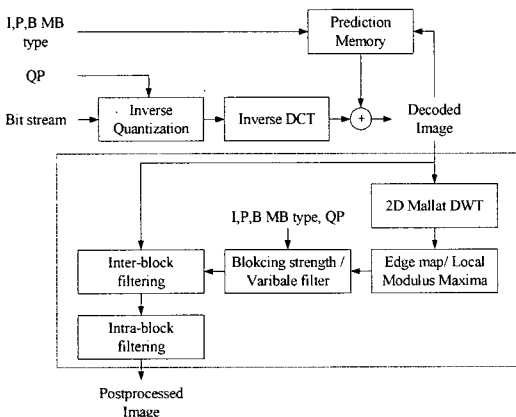 I,P,B MB
type
Prediction
Memory
QP
Bit stream
Inverse
Quantization
Inverse DCT
+
Decoded
Image
2D Mallat DWT
I,P,B MB type, QP
Inter-block
filtering
Blokcing strength /
Varibale filter
Edge map/ Local
Modulus Maxima
Intra-block
filtering
Postprocessed
Image